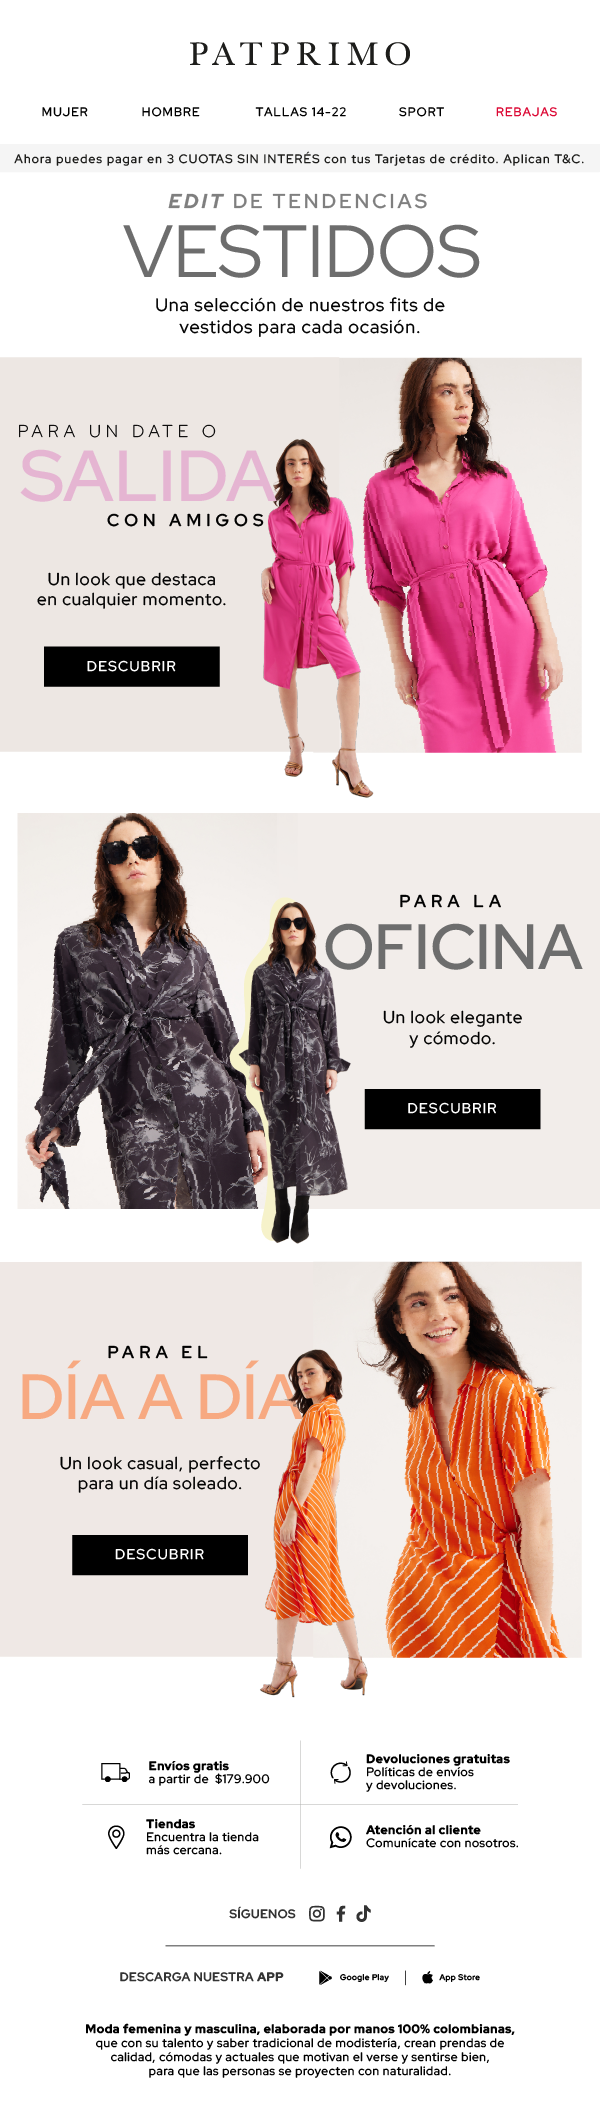 PATPRIMO
MUJER HOMBRE TALLAS 14-22 SPORT REBAJAS
Ahora puedes pagar en 3 CUOTAS SIN INTERÉS con tus Tarjetas de crédito. Aplican T&C.
EDIT DE TENDENCIAS
VESTIDOS
Una selección de nuestros fits de
vestidos para cada ocasión.
PARA UN DATE O
SALIDA
CON AMIGOS
Un look que destaca
en cualquier momento.
DESCUBRIR
PARA LA
OFICINA
Un look elegante
y cómodo.
DESCUBRIR
PARA EL
DÍA A DÍA
Un look casual, perfecto
para un día soleado.
DESCUBRIR
Envíos gratis
a partir de $179.900
Devoluciones gratuitas
Políticas de envíos
y devoluciones.
Tiendas
Encuentra la tienda
más cercana.
Atención al cliente
Comunícate con nosotros.
SÍGUENOS
DESCARGA NUESTRA APP Google Play App Store
Moda femenina y masculina, elaborada por manos 100% colombianas,
que con su talento y saber tradicional de modistería, crean prendas de
calidad, cómodas y actuales que motivan el verse y sentirse bien,
para que las personas se proyecten con naturalidad.